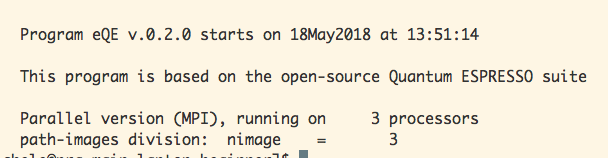 Program eQE v.0.2.0 starts on 18May2018 at 13:51:14
This program is based on the open-source Quantum ESPRESSO suite
Parallel version (MPI), running on     3 processors
path-images division:  nimage    =       3